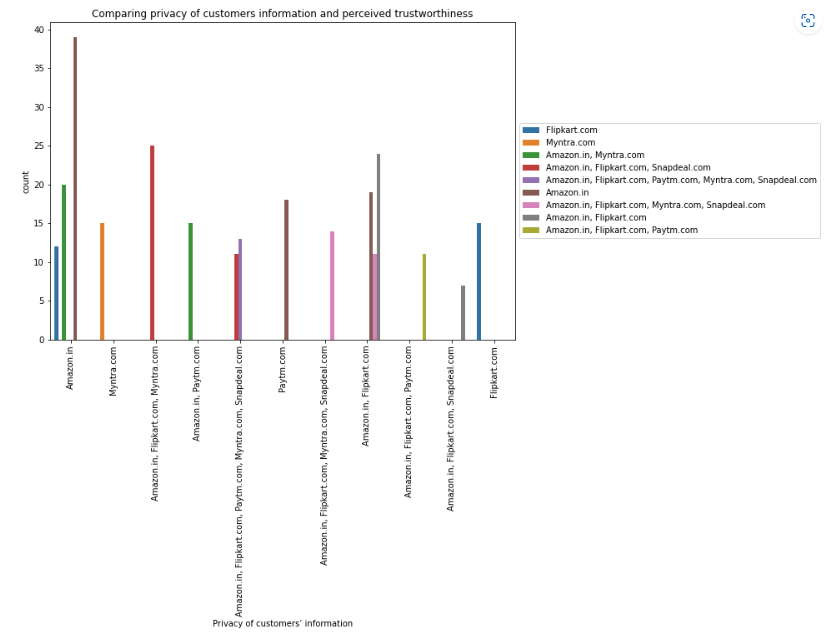 Comparing privacy of customers information and perceived trustworthiness
40
35
30
25
20
15
10
5
0
count
Flipkart.com
Myntra.com
Amazon.in, Myntra.com
Amazon.in, Flipkart.com, Snapdeal.com
Amazon.in, Flipkart.com, Paytm.com, Myntra.com, Snapdeal.com
Amazon.in
Amazon.in, Flipkart.com, Myntra.com, Snapdeal.com
Amazon.in, Flipkart.com
Amazon.in, Flipkart.com, Paytm.com
Amazon.in
Myntra.com
Amazon.in, Flipkart.com, Myntra.com
Amazon.in, Paytm.com
Amazon.in, Flipkart.com, Paytm.com, Myntra.com, Snapdeal.com
Paytm.com
Amazon.in, Flipkart.com, Myntra.com, Snapdeal.com
Amazon.in, Flipkart.com
Amazon.in, Flipkart.com, Paytm.com
Amazon.in, Flipkart.com, Snapdeal.com
Flipkart.com
Privacy of customers’ information